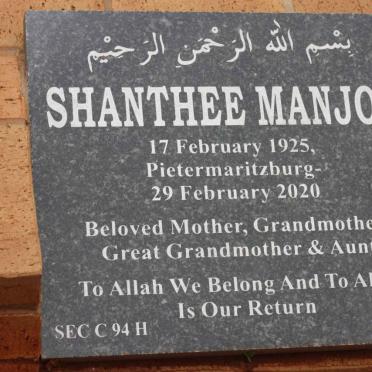 بِسْمِ اللهِ الرَحْمَنِ الرَحِيْمِ
SHANTHEE MANJO
17 February 1925,
Pietermaritzburg-
29 February 2020
Beloved Mother, Grandmothe
Great Grandmother & Aunt
To Allah We Belong And To Al
Is Our Return
SEC C 94 H